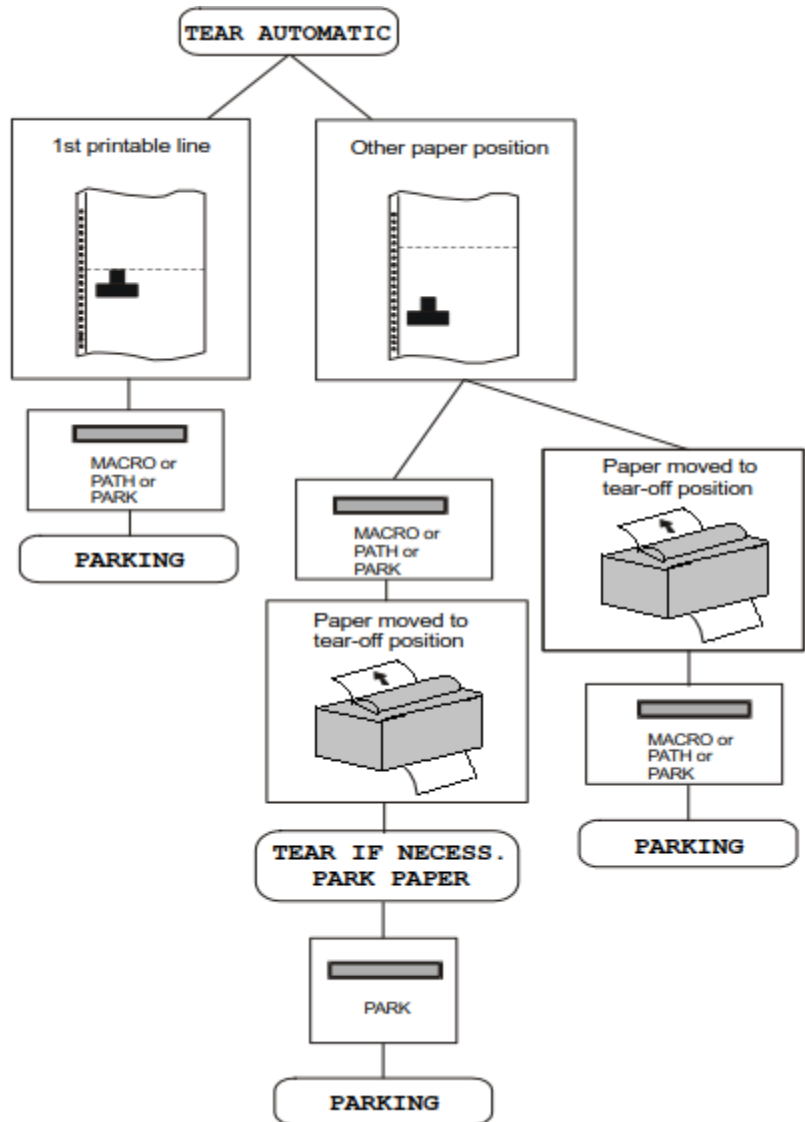 TEAR AUTOMATIC
1st printable line
Other paper position
MACRO or
PATH or
PARK
PARKING
MACRO or
PATH or
PARK
Paper moved to
tear-off position
TEAR IF NECESS.
PARK PAPER
PARK
PARKING
Paper moved to
tear-off position
MACRO or
PATH or
PARK
PARKING